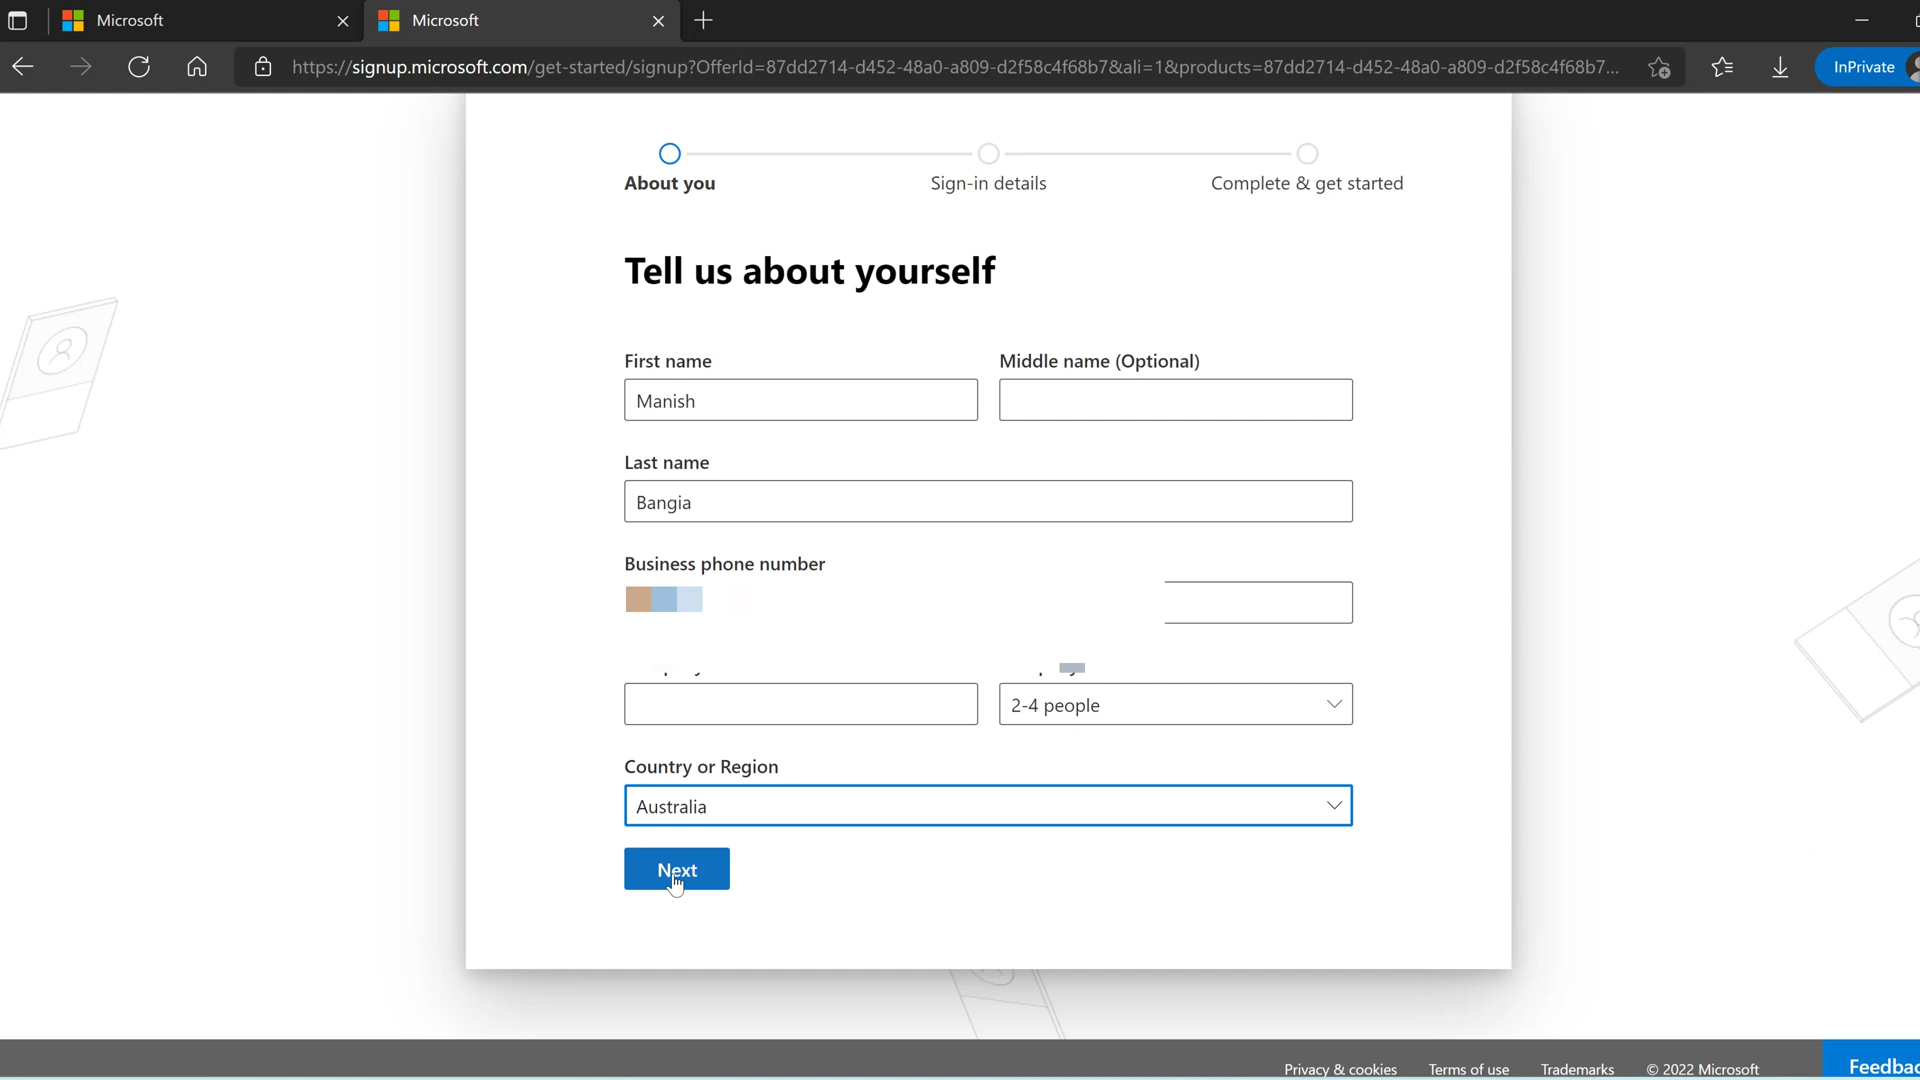 Microsoft
Microsoft
https://signup.microsoft.com/get-started/signup?OfferId=87dd2714-d452-48a0-a809-d2f58c4f68b7&ali=1&products=87dd2714-d452-48a0-a809-d2f58c4f68b7...
InPrivate
About you
Sign-in details
Complete & get started
Tell us about yourself
First name
Middle name (Optional)
Manish
Last name
Bangia
Business phone number
2-4 people
Country or Region
Australia
Next
Privacy & cookies
Terms of use
Trademarks
© 2022 Microsoft